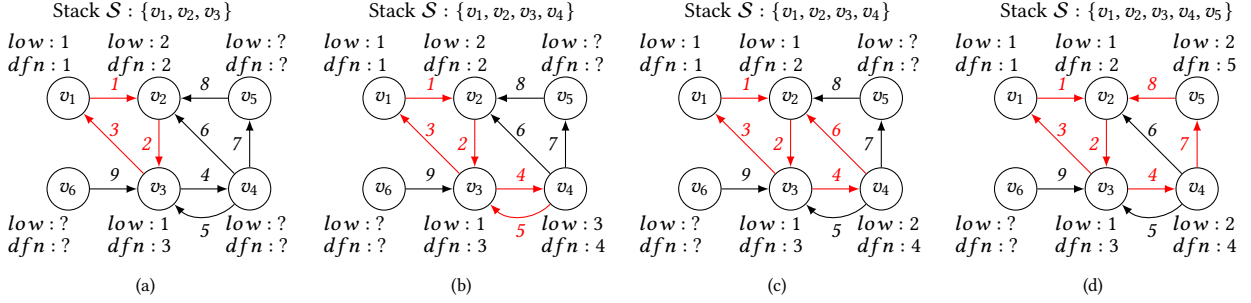 Stack S : {v1, v2, v3}
low : 1 low : 2 low : ?
dfn : 1 dfn : 2 dfn : ?
1 8
v1 v2 v5
3 2 6 7
9 4
v6 v3 v4
5
low : ? low : 1 low : ?
dfn : ? dfn : 3 dfn : ?
(a)
Stack S : {v1, v2, v3, v4}
low : 1 low : 2 low : ?
dfn : 1 dfn : 2 dfn : ?
1 8
v1 v2 v5
3 2 6 7
9 4
v6 v3 v4
5
low : ? low : 1 low : 3
dfn : ? dfn : 3 dfn : 4
(b)
Stack S : {v1, v2, v3, v4}
low : 1 low : 1 low : ?
dfn : 1 dfn : 2 dfn : ?
1 8
v1 v2 v5
3 2 6 7
9 4
v6 v3 v4
5
low : ? low : 1 low : 2
dfn : ? dfn : 3 dfn : 4
(c)
Stack S : {v1, v2, v3, v4, v5}
low : 1 low : 1 low : 2
dfn : 1 dfn : 2 dfn : 5
1 8
v1 v2 v5
3 2 6 7
9 4
v6 v3 v4
5
low : ? low : 1 low : 2
dfn : ? dfn : 3 dfn : 4
(d)